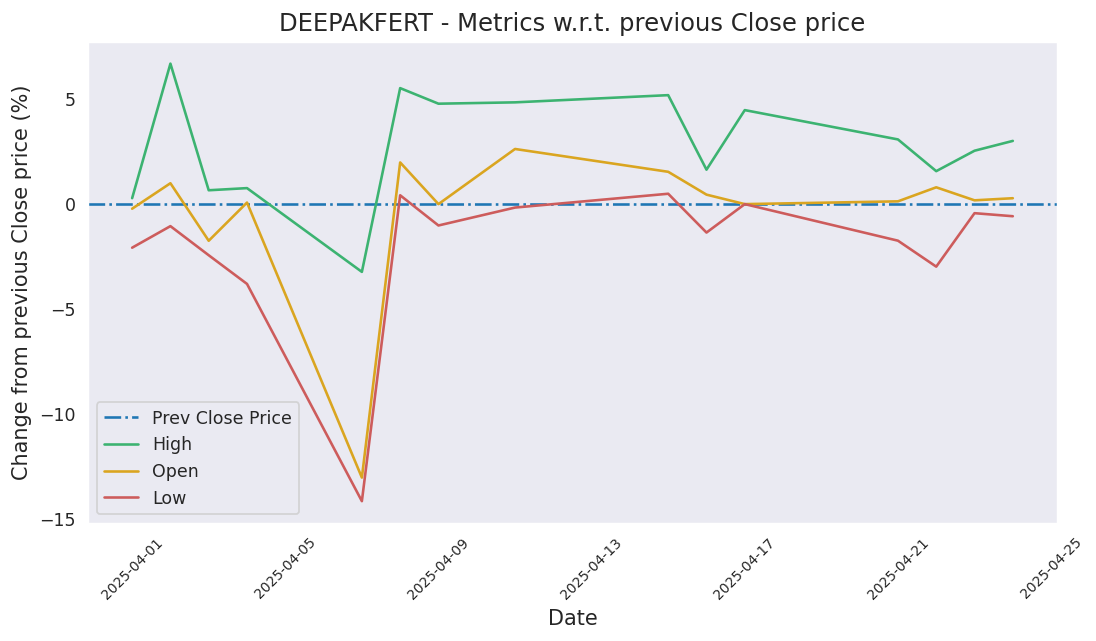 DEEPAKFERT - Metrics w.r.t. previous Close price
Change from previous Close price (%)
5
0
−5
−10
−15
Prev Close Price
High
Open
Low
2025-04-01
2025-04-05
2025-04-09
2025-04-13
2025-04-17
2025-04-21
2025-04-25
Date